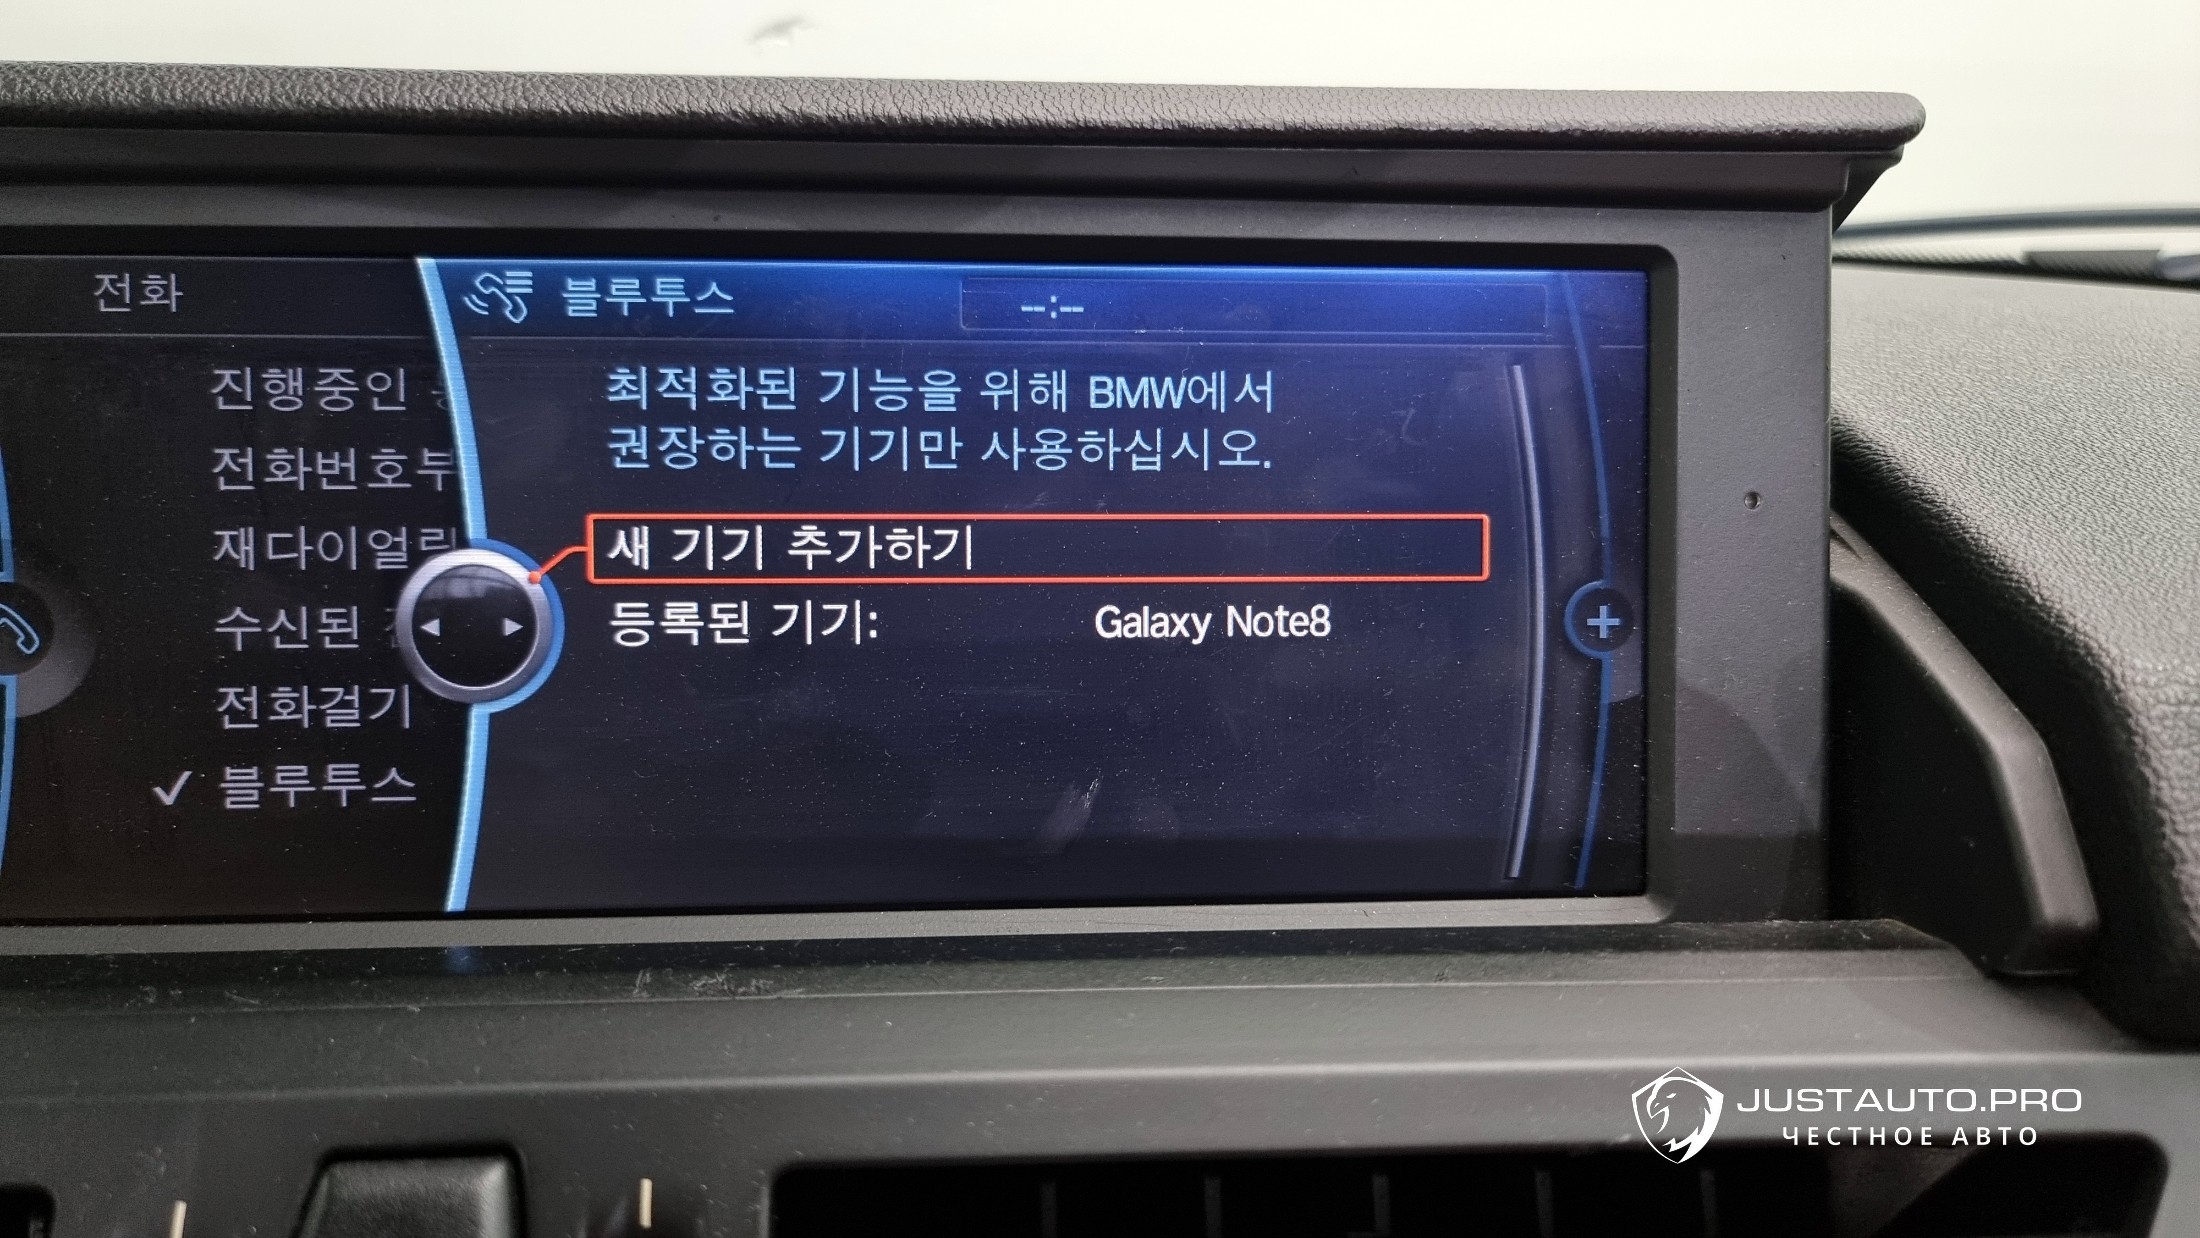 전화
진행중인
전화번호부
재다이얼링
수신된
전화걸기
✓ 블루투스
블루투스
--:--
최적화된 기능을 위해 BMW에서
권장하는 기기만 사용하십시오.
새 기기 추가하기
등록된 기기: Galaxy Note8
JUSTAUTO.PRO
ЧЕСТНОЕ АВТО